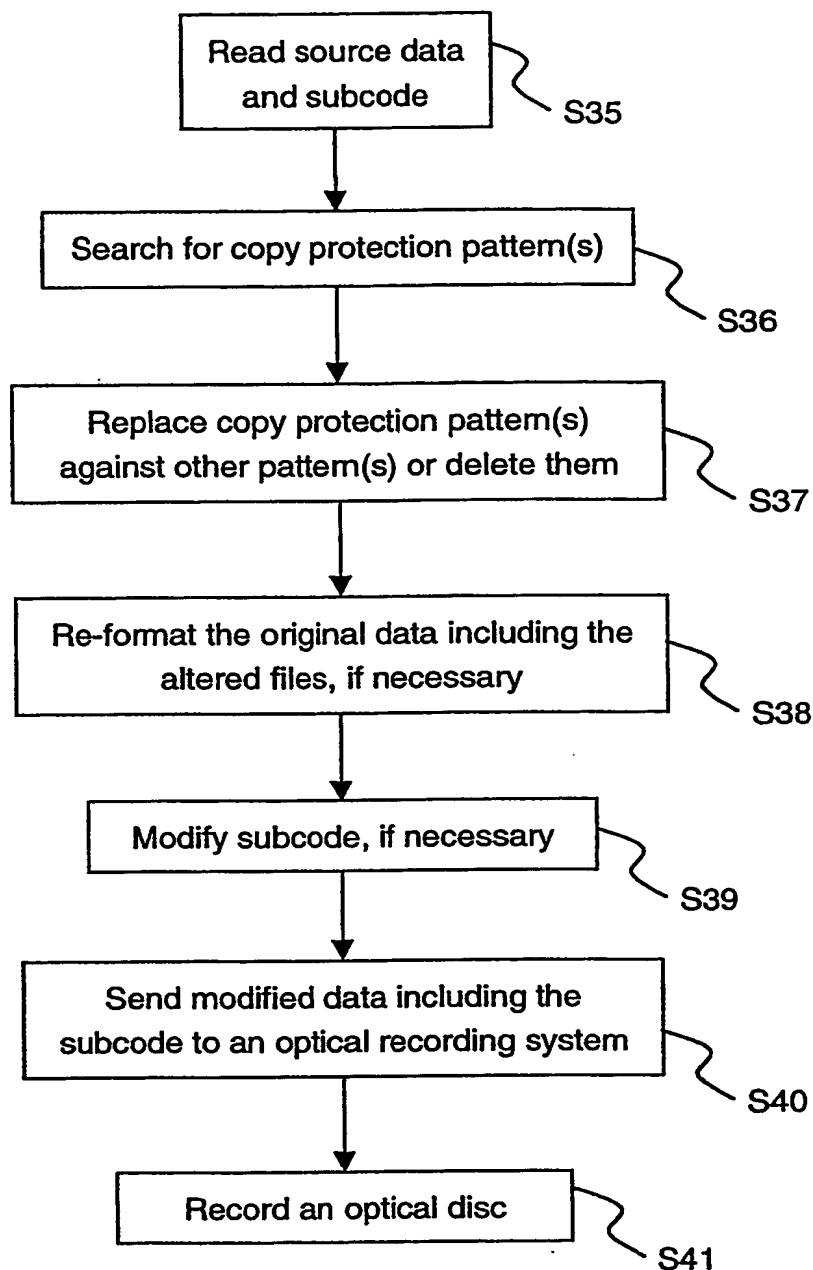 Read source data
and subcode
S35
Search for copy protection pattern(s)
S36
Replace copy protection pattern(s)
against other pattern(s) or delete them
S37
Re-format the original data including the
altered files, if necessary
S38
Modify subcode, if necessary
S39
Send modified data including the
subcode to an optical recording system
S40
Record an optical disc
S41